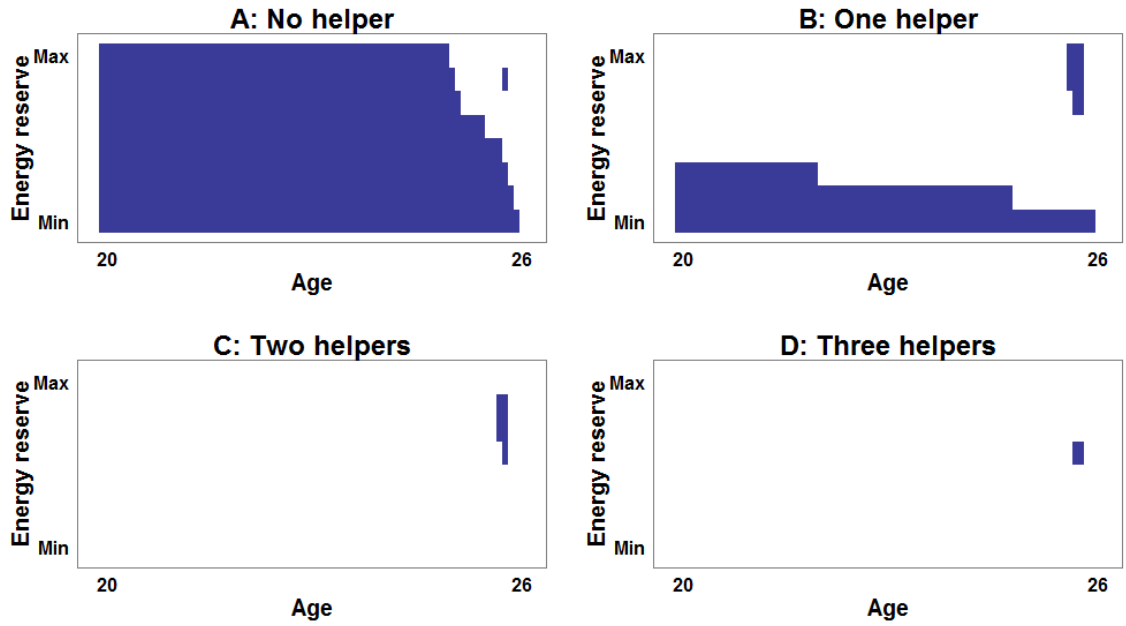 A: No helper
Energy reserve
Max
Min
20
26
Age
B: One helper
Energy reserve
Max
Min
20
26
Age
C: Two helpers
Energy reserve
Max
Min
20
26
Age
D: Three helpers
Energy reserve
Max
Min
20
26
Age